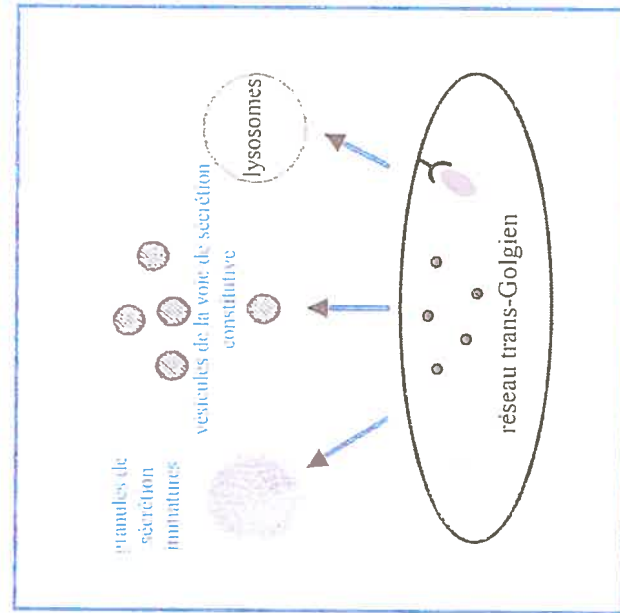 granules de
sécrétion
immatures
vésicules de la voie de sécrétion
constitutive
lysosomes
réseau trans-Golgien